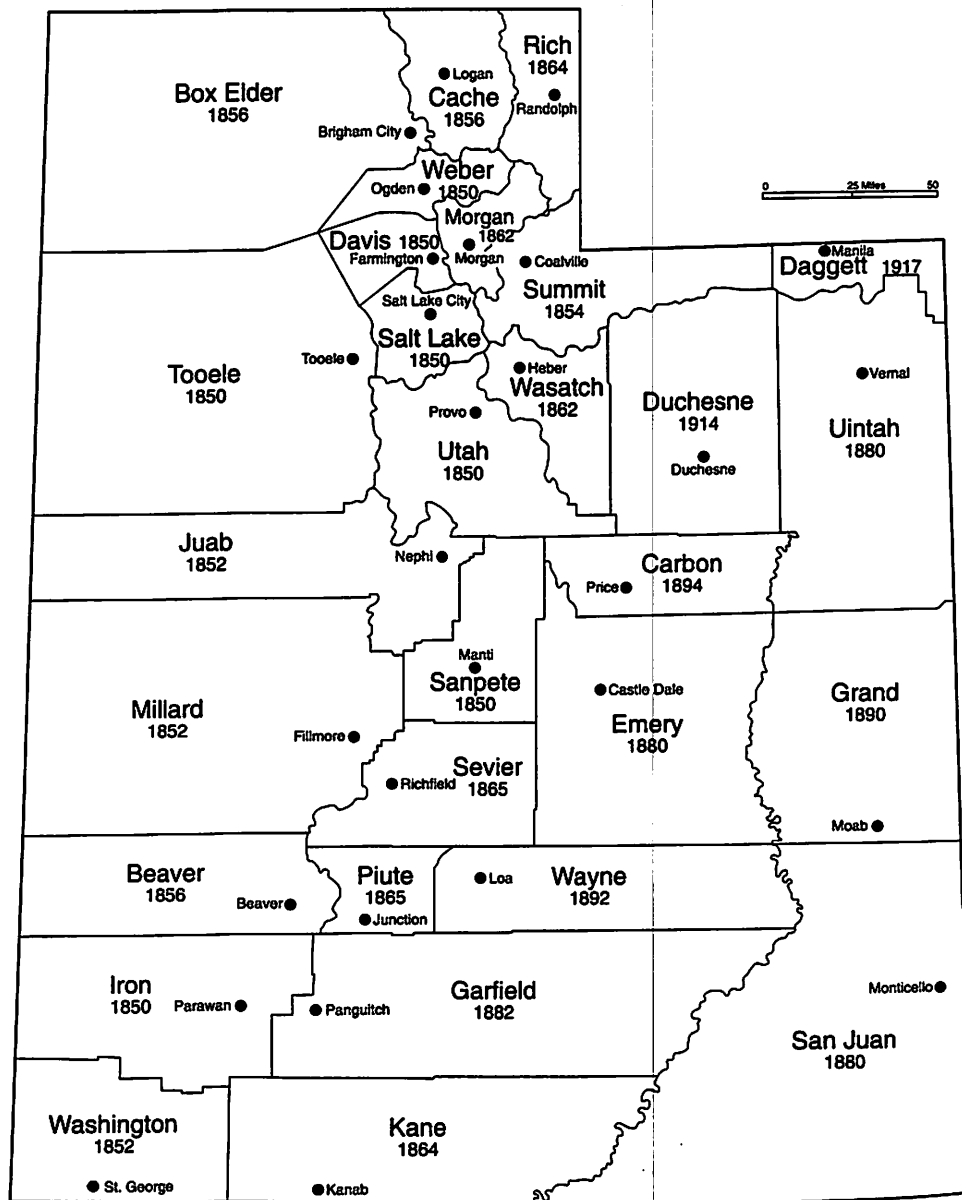 Rich
1864
Logan
Box Elder
1856
Cache
1856
Randolph
Brigham City
Weber
1850
Ogden
0 25 Miles 50
Morgan
1862
Davis 1850
Farmington
Morgan
Coalville
Manila
Daggett 1917
Summit
1854
Salt Lake City
Salt Lake
1850
Tooele
Tooele
1850
Heber
Wasatch
1862
Vernal
Duchesne
1914
Duchesne
Provo
Utah
1850
Uintah
1880
Juab
1852
Nephi
Carbon
1894
Price
Manti
Sanpete
1850
Castle Dale
Emery
1880
Grand
1890
Millard
1852
Fillmore
Sevier
1865
Richfield
Moab
Beaver
1856
Beaver
Piute
1865
Junction
Loa
Wayne
1892
Iron
1850
Parawan
Panguitch
Garfield
1882
Monticello
San Juan
1880
Washington
1852
St. George
Kane
1864
Kanab